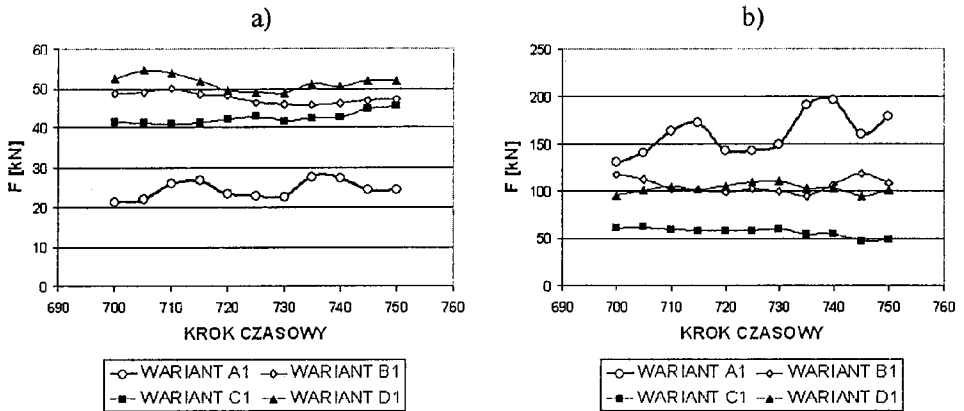 a)
60
50
40
30
20
10
0
F [kN]
690 700 710 720 730 740 750 760
KROK CZASOWY
WARIANT A1 WARIANT B1
WARIANT C1 WARIANT D1
b)
250
200
150
100
50
0
F [kN]
690 700 710 720 730 740 750 760
KROK CZASOWY
WARIANT A1 WARIANT B1
WARIANT C1 WARIANT D1